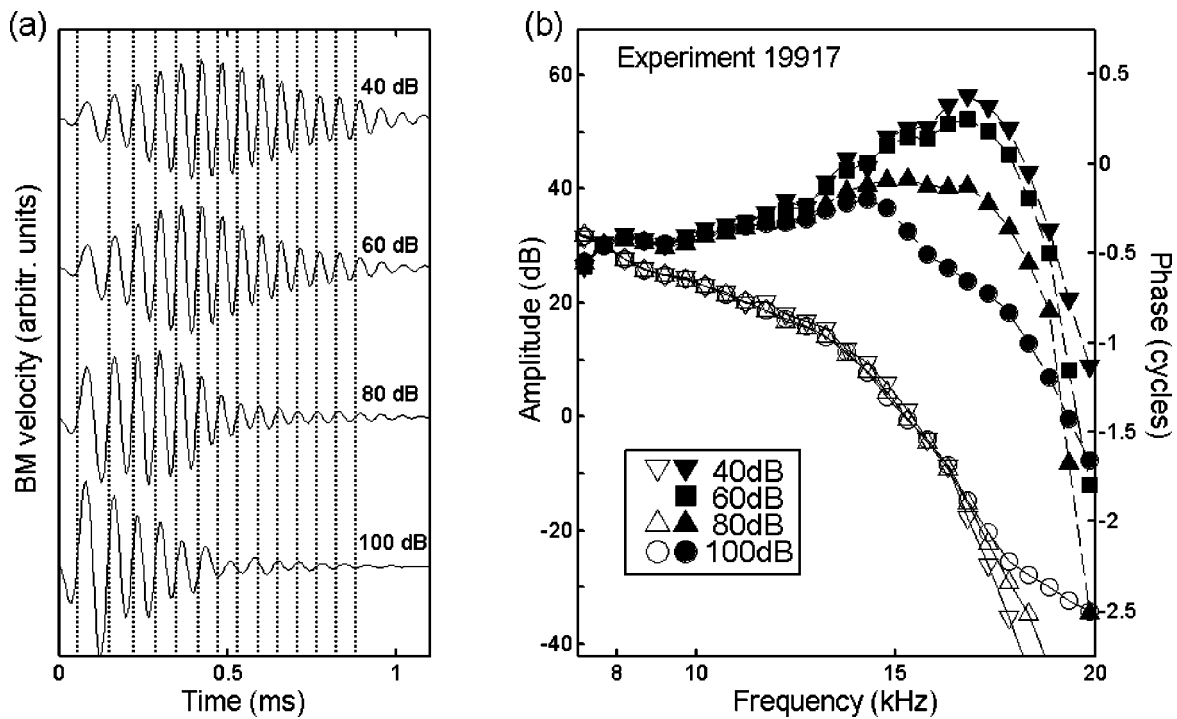 (a)
BM velocity (arbitr. units)
40 dB
60 dB
80 dB
100 dB
0
0.5
1
Time (ms)
(b)
Experiment 19917
Amplitude (dB)
60
40
20
0
-20
-40
0.5
0
-0.5
-1
-1.5
-2
-2.5
Phase (cycles)
40dB
60dB
80dB
100dB
8
10
15
20
Frequency (kHz)